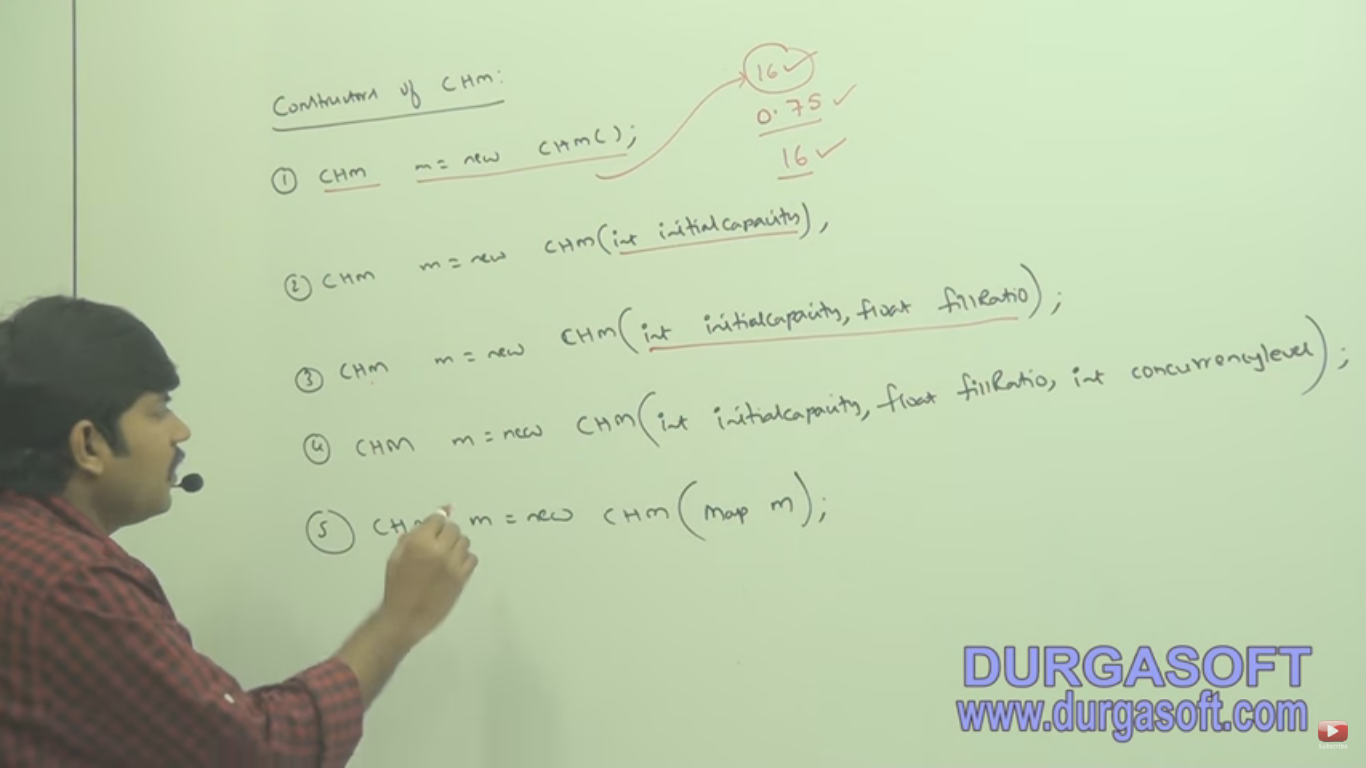 Constructors of CHM:
16
0.75
16
① CHM m = new CHM();
② CHM m = new CHM(int initialcapacity),
③ CHM m = new CHM(int initialcapacity, float fillRatio);
④ CHM m = new CHM(int initialcapacity, float fillRatio, int concurrencylevel);
⑤ CHM m = new CHM(Map m);
DURGASOFT
www.durgasoft.com
Subscribe